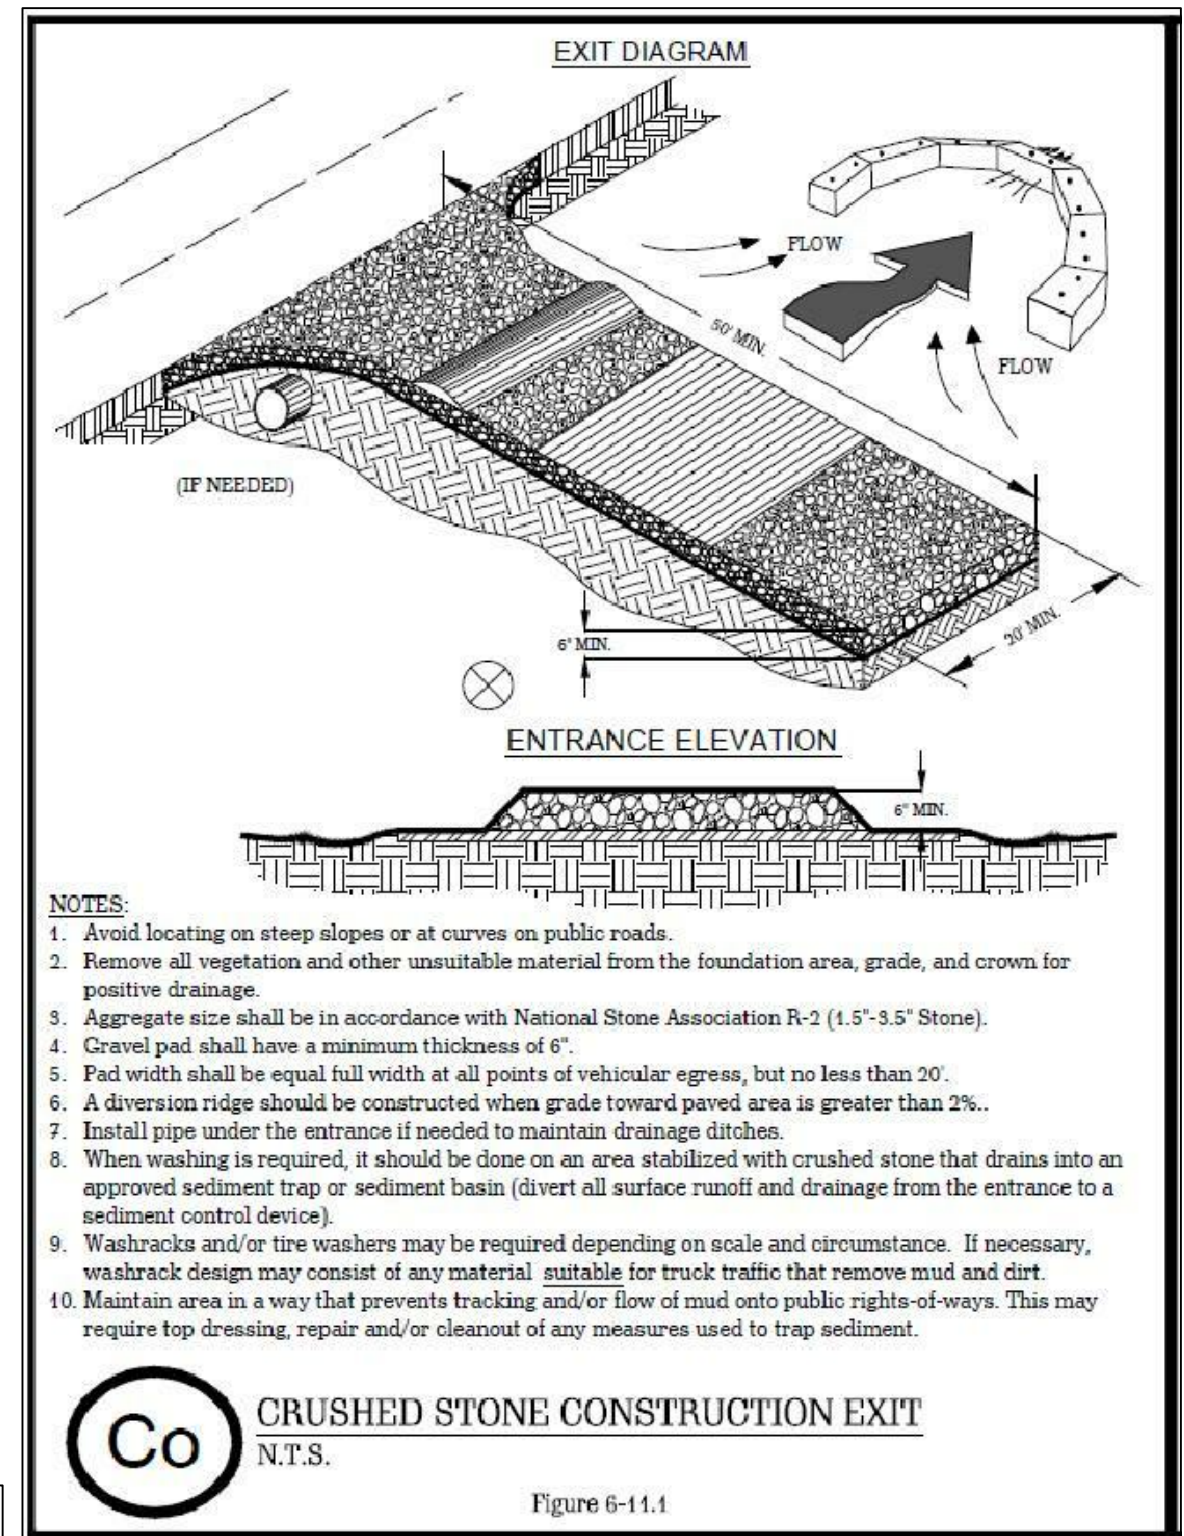 EXIT DIAGRAM
FLOW
50' MIN.
FLOW
(IF NEEDED)
6" MIN.
20' MIN.
ENTRANCE ELEVATION
6" MIN.
NOTES:
1. Avoid locating on steep slopes or at curves on public roads.
2. Remove all vegetation and other unsuitable material from the foundation area, grade, and crown for
positive drainage.
3. Aggregate size shall be in accordance with National Stone Association R-2 (1.5"-3.5" Stone).
4. Gravel pad shall have a minimum thickness of 6".
5. Pad width shall be equal full width at all points of vehicular egress, but no less than 20'.
6. A diversion ridge should be constructed when grade toward paved area is greater than 2%..
7. Install pipe under the entrance if needed to maintain drainage ditches.
8. When washing is required, it should be done on an area stabilized with crushed stone that drains into an
approved sediment trap or sediment basin (divert all surface runoff and drainage from the entrance to a
sediment control device).
9. Washracks and/or tire washers may be required depending on scale and circumstance. If necessary,
washrack design may consist of any material suitable for truck traffic that remove mud and dirt.
10. Maintain area in a way that prevents tracking and/or flow of mud onto public rights-of-ways. This may
require top dressing, repair and/or cleanout of any measures used to trap sediment.
Co
CRUSHED STONE CONSTRUCTION EXIT
N.T.S.
Figure 6-11.1